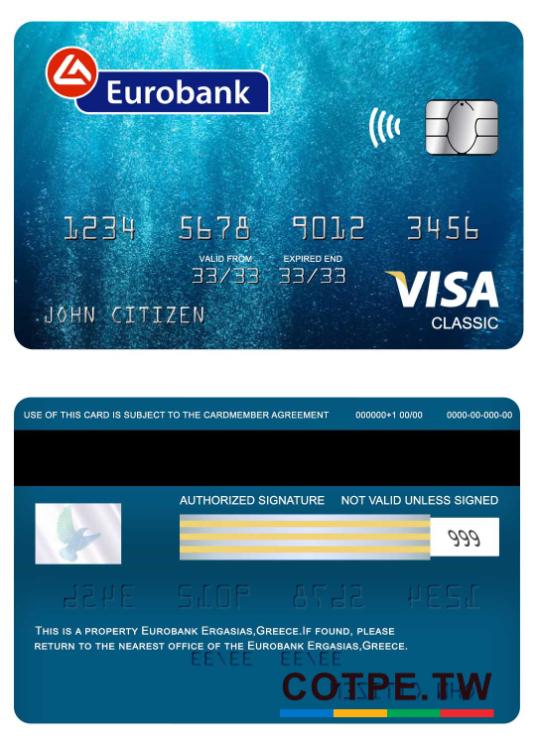 Eurobank
1234 5678 9012 3456
VALID FROM EXPIRED END
33/33 33/33
JOHN CITIZEN
VISA
CLASSIC
USE OF THIS CARD IS SUBJECT TO THE CARDMEMBER AGREEMENT 000000+1 00/00 0000-00-000-00
AUTHORIZED SIGNATURE NOT VALID UNLESS SIGNED
999
THIS IS A PROPERTY EUROBANK ERGASIAS,GREECE.IF FOUND, PLEASE
RETURN TO THE NEAREST OFFICE OF THE EUROBANK ERGASIAS,GREECE.
COTPE.TW